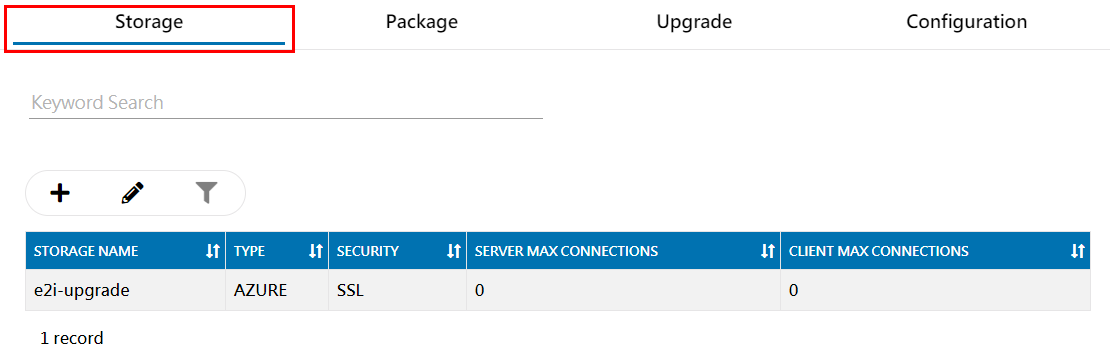 Storage Package Upgrade Configuration
Keyword Search
STORAGE NAME TYPE SECURITY SERVER MAX CONNECTIONS CLIENT MAX CONNECTIONS
e2i-upgrade AZURE SSL 0 0
1 record